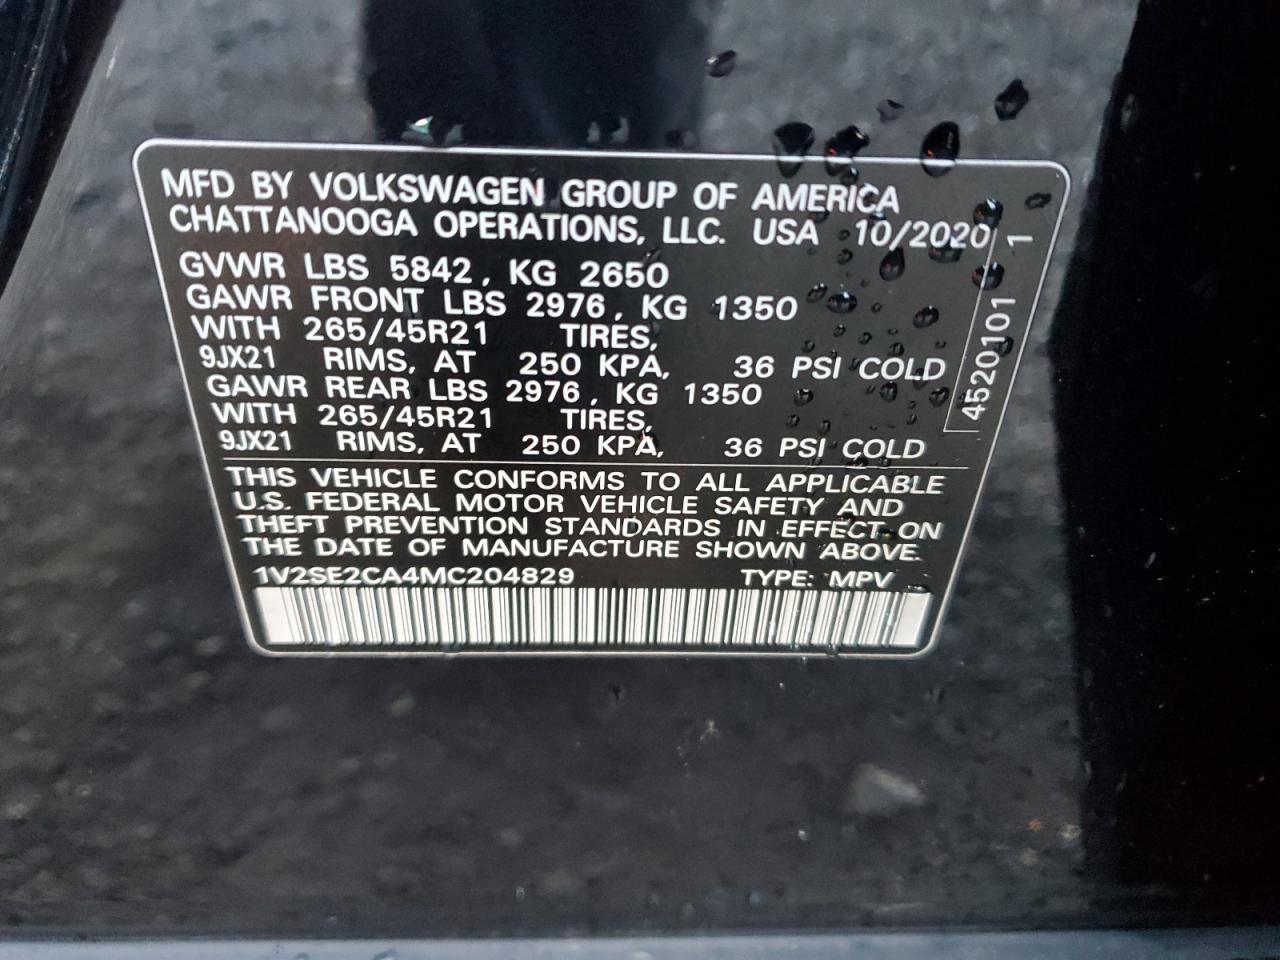 MFD BY VOLKSWAGEN GROUP OF AMERICA
CHATTANOOGA OPERATIONS, LLC. USA 10/2020
GVWR LBS 5842, KG 2650
GAWR FRONT LBS 2976, KG 1350
WITH 265/45R21 TIRES,
9JX21 RIMS, AT 250 KPA, 36 PSI COLD
GAWR REAR LBS 2976, KG 1350
WITH 265/45R21 TIRES,
9JX21 RIMS, AT 250 KPA, 36 PSI COLD
4520101 1
THIS VEHICLE CONFORMS TO ALL APPLICABLE
U.S. FEDERAL MOTOR VEHICLE SAFETY AND
THEFT PREVENTION STANDARDS IN EFFECT ON
THE DATE OF MANUFACTURE SHOWN ABOVE.
1V2SE2CA4MC204829 TYPE: MPV